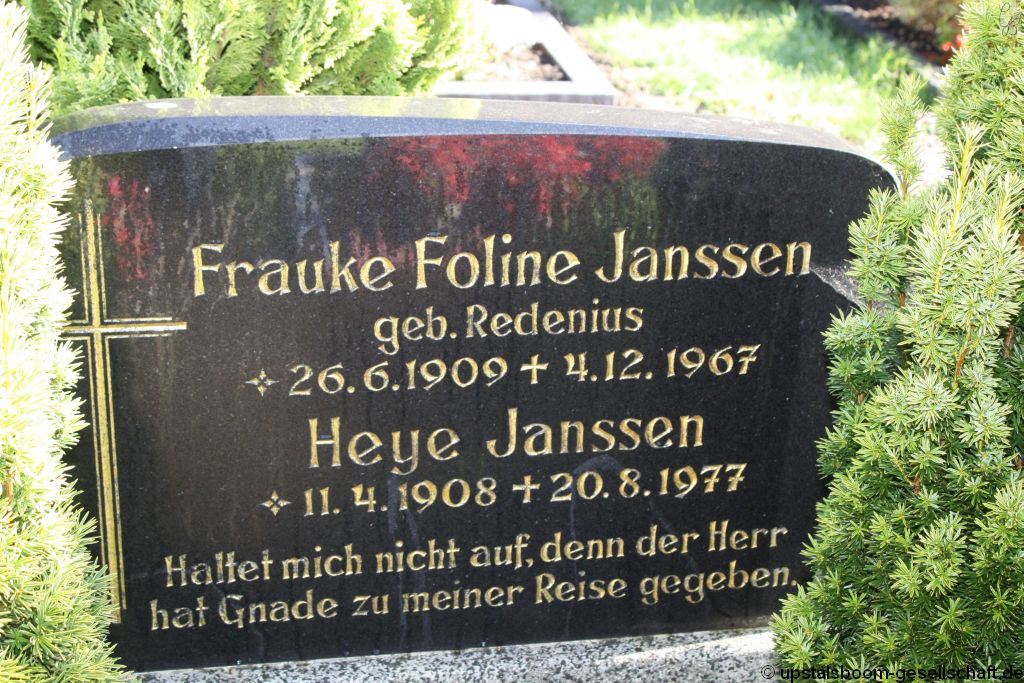 Frauke Foline Janssen
geb. Redenius
26.6.1909 ✝ 4.12.1967
Heye Janssen
11.4.1908 ✝ 20.8.1977
Haltet mich nicht auf, denn der Herr
hat Gnade zu meiner Reise gegeben.
© upstalsboom-gesellschaft.de